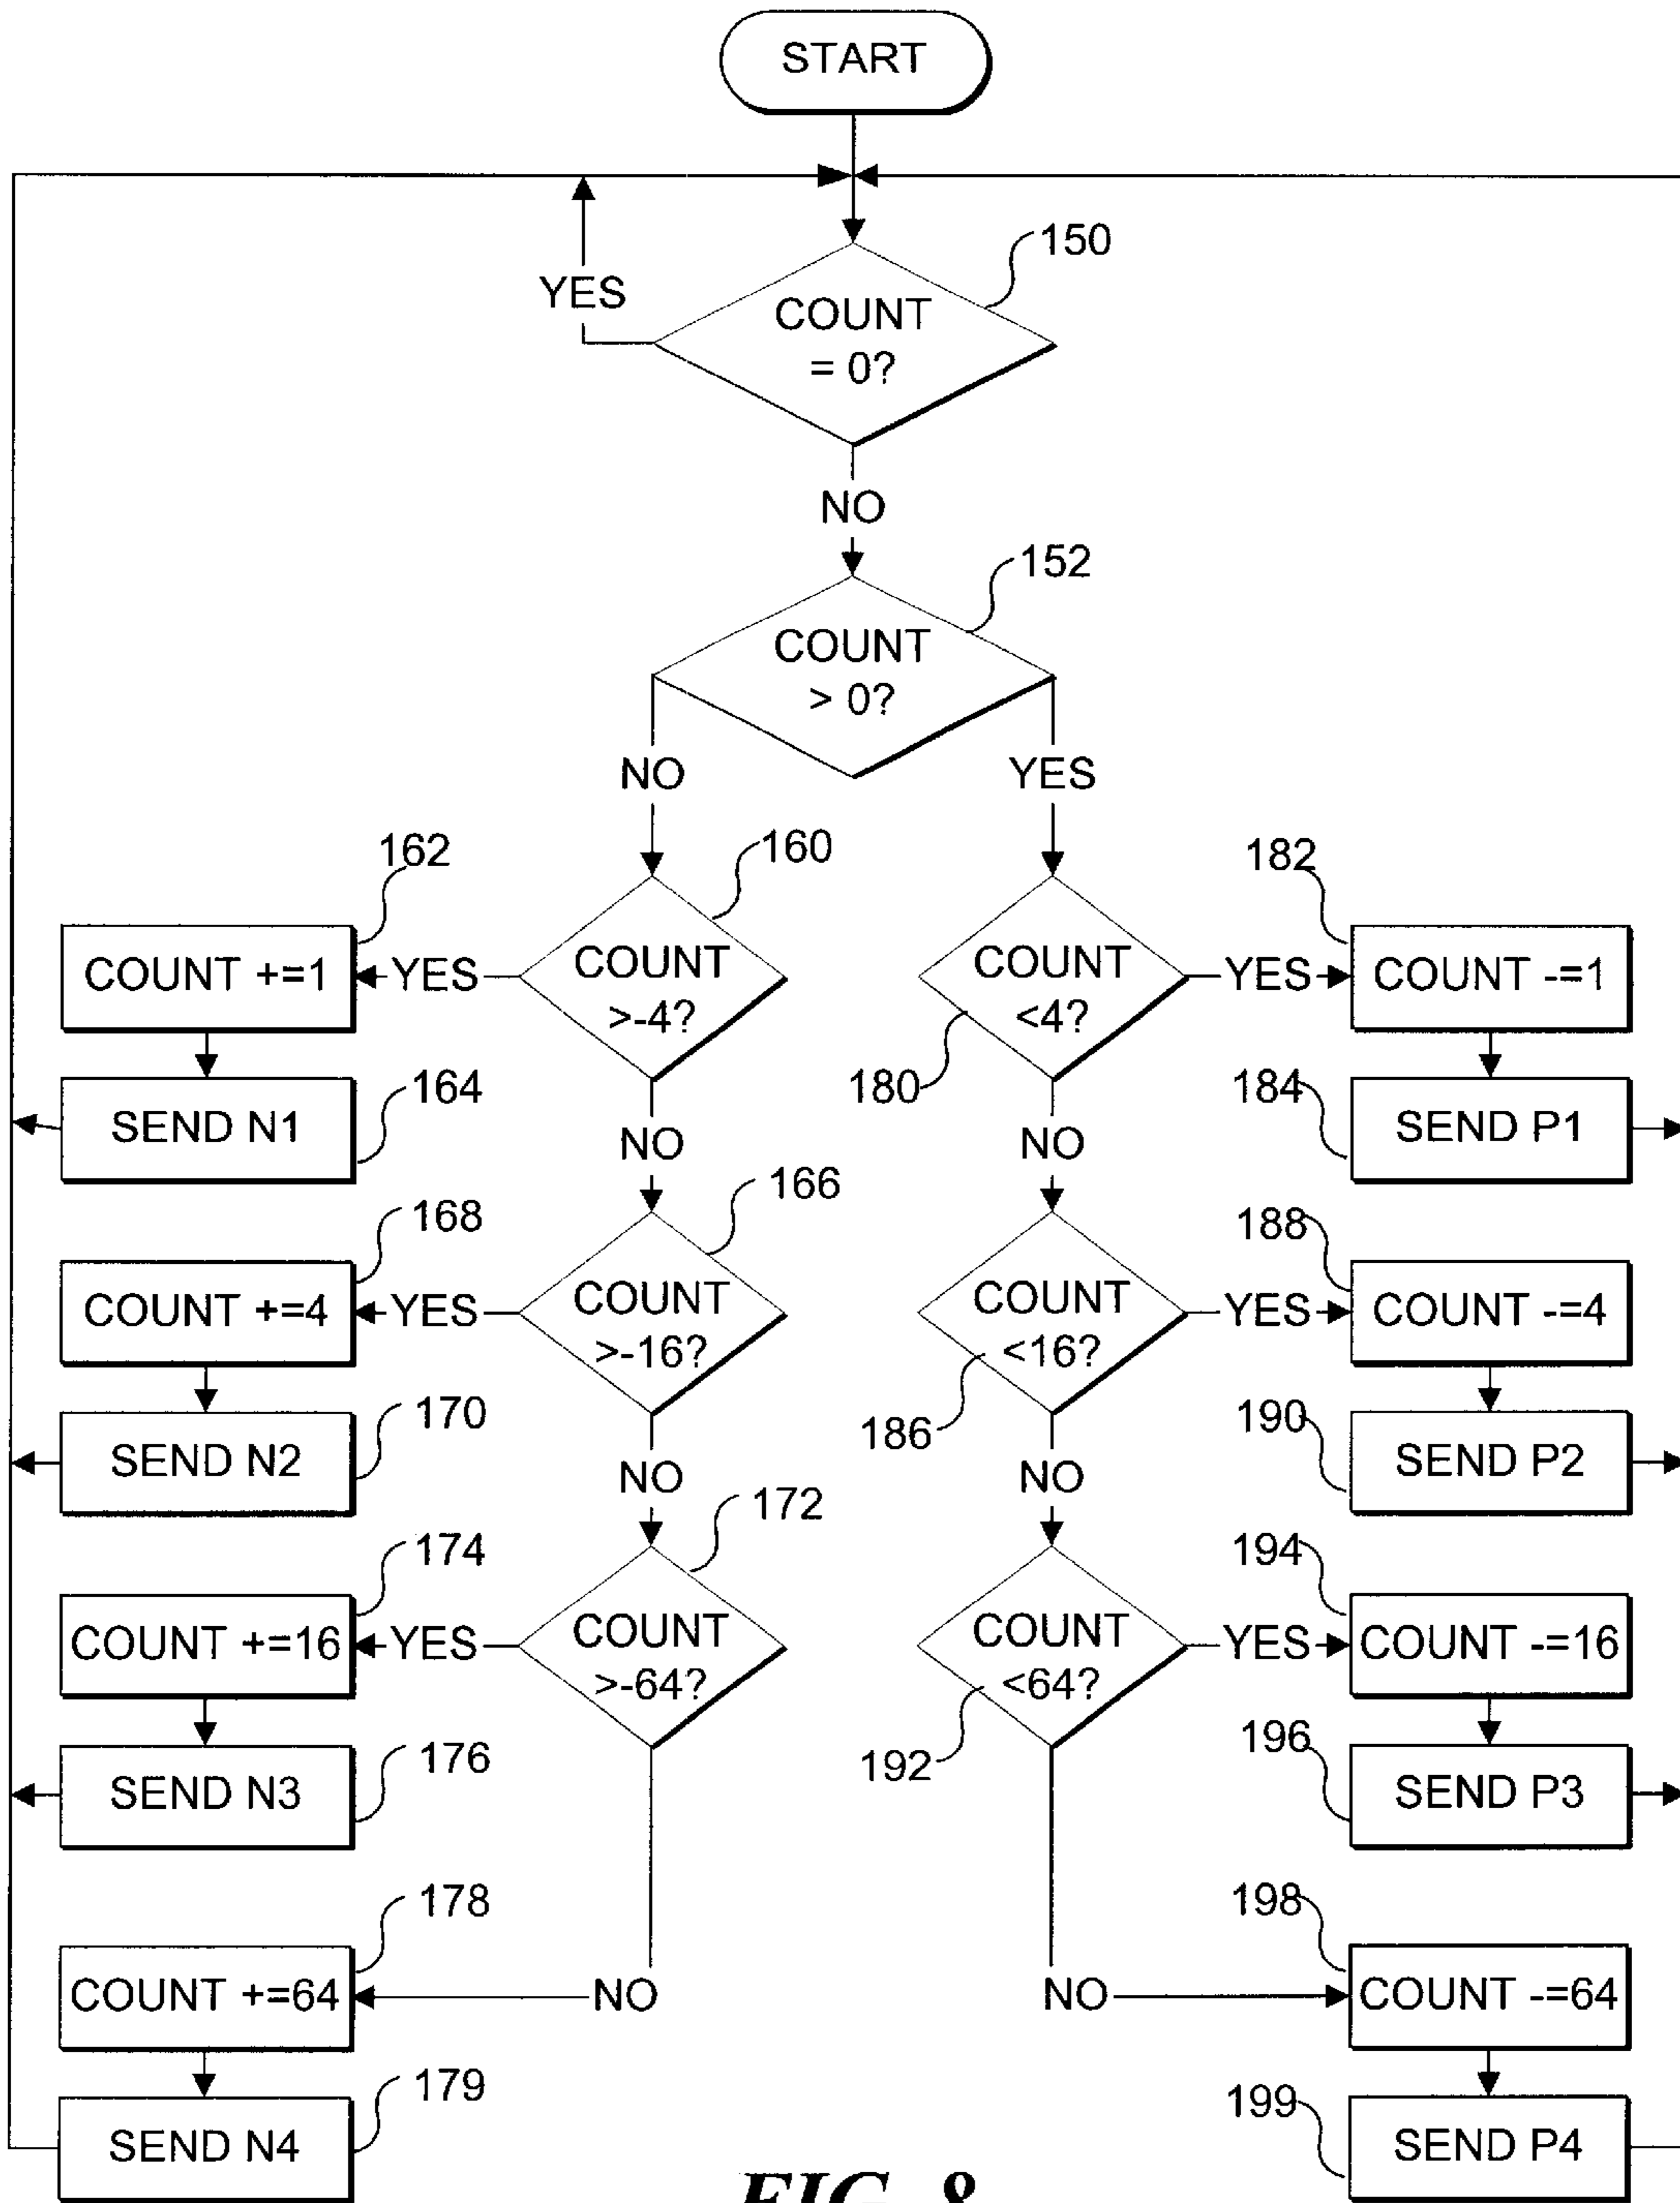 START
YES
COUNT
= 0?
150
NO
COUNT
> 0?
152
NO
YES
162
160
182
COUNT +=1
YES
COUNT
>-4?
COUNT
<4?
YES
COUNT -=1
SEND N1
164
180
184
SEND P1
NO
NO
168
166
188
COUNT +=4
YES
COUNT
>-16?
COUNT
<16?
YES
COUNT -=4
SEND N2
170
186
190
SEND P2
NO
NO
174
172
194
COUNT +=16
YES
COUNT
>-64?
COUNT
<64?
YES
COUNT -=16
SEND N3
176
192
196
SEND P3
178
198
COUNT +=64
NO
NO
COUNT -=64
SEND N4
179
199
SEND P4
FIG. 8